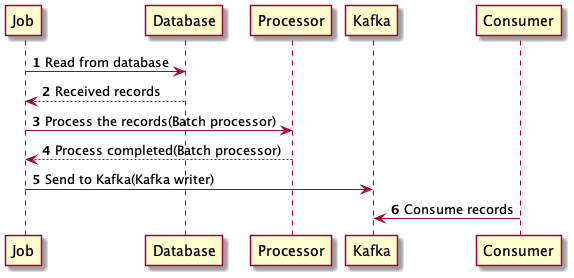 Job Database Processor Kafka Consumer
1 Read from database
2 Received records
3 Process the records(Batch processor)
4 Process completed(Batch processor)
5 Send to Kafka(Kafka writer)
6 Consume records
Job Database Processor Kafka Consumer